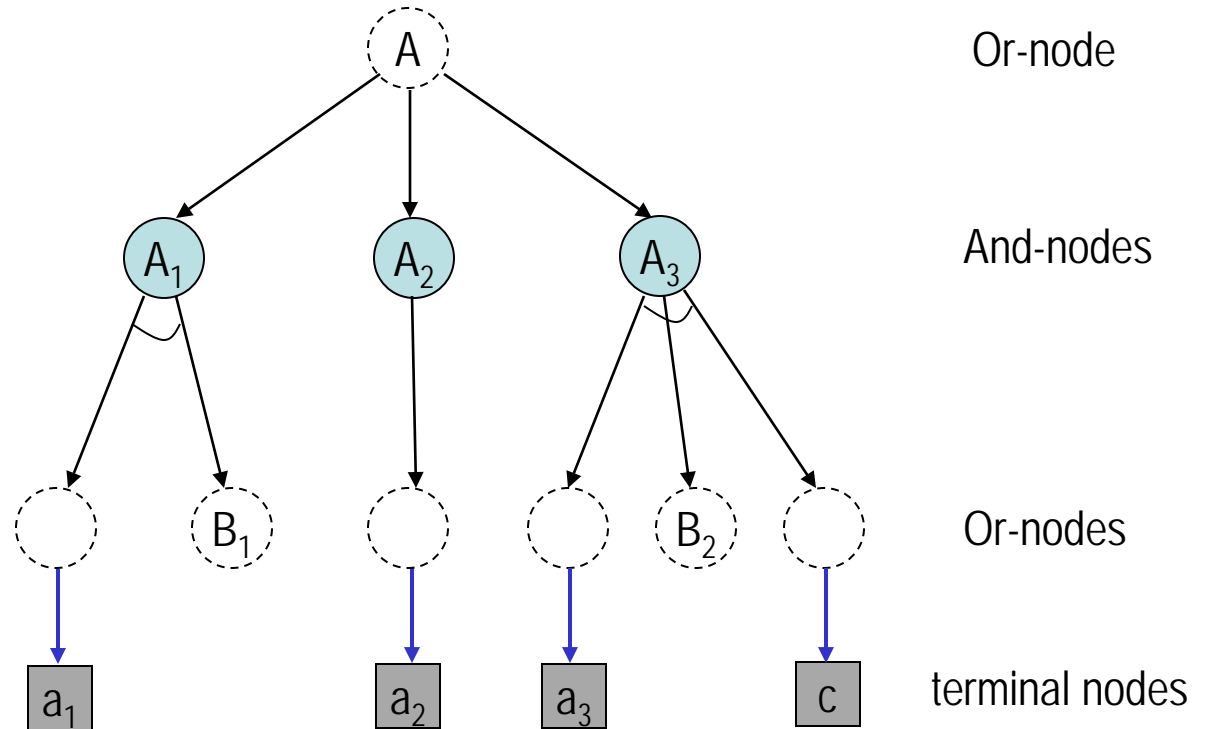 A Or-node
A₁ A₂ A₃ And-nodes
B₁ B₂ Or-nodes
a₁ a₂ a₃ c terminal nodes